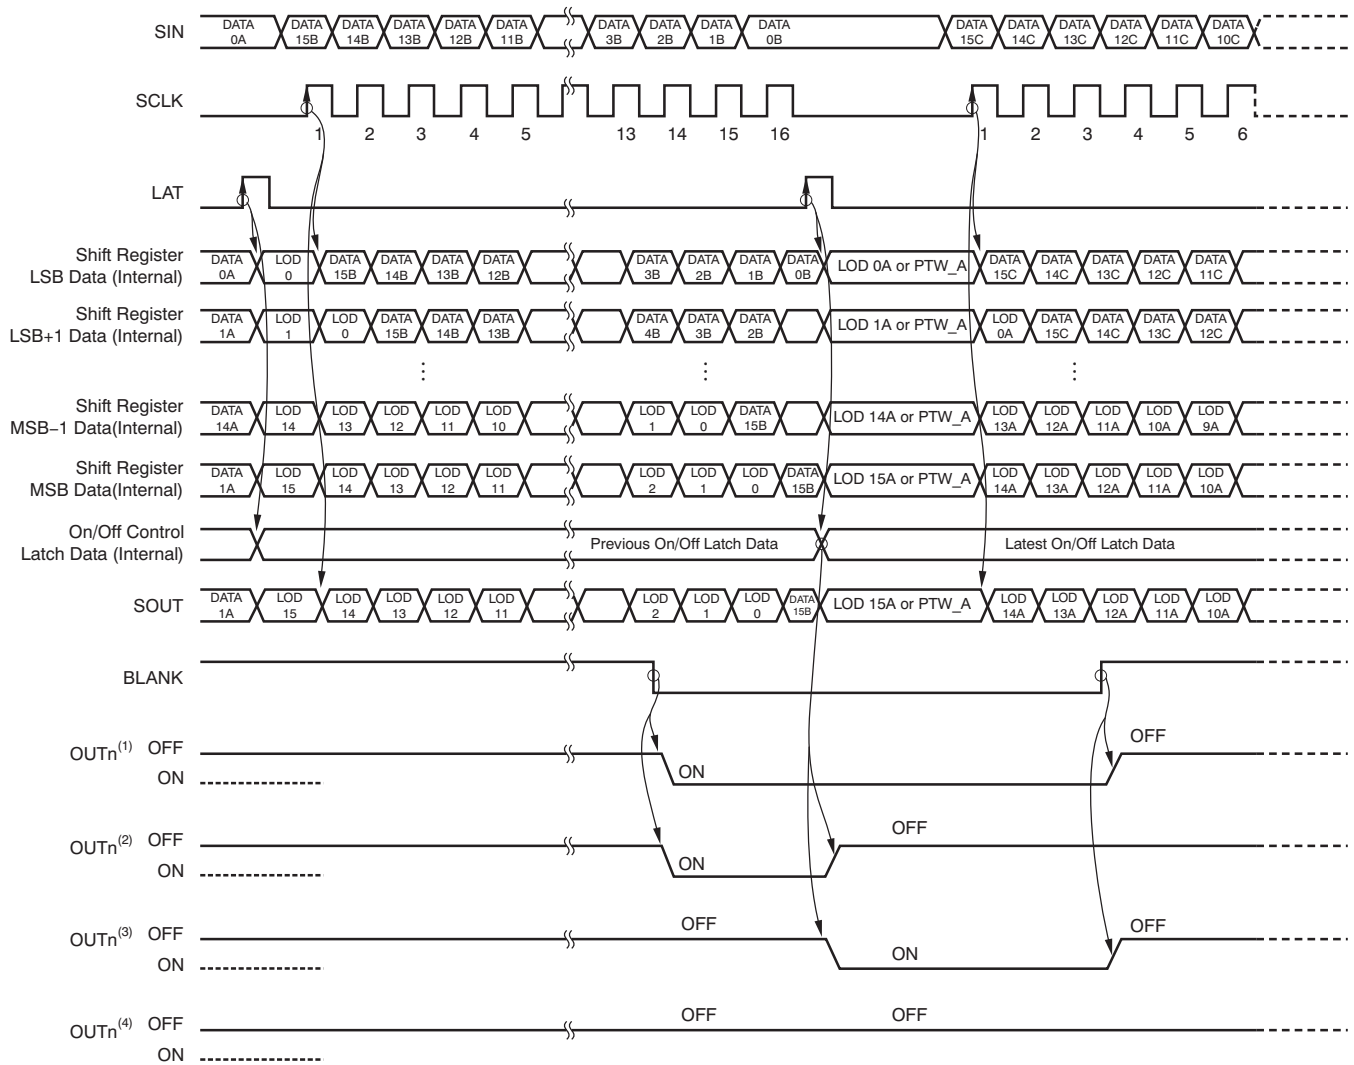 SIN DATA 0A DATA 15B DATA 14B DATA 13B DATA 12B DATA 11B DATA 3B DATA 2B DATA 1B DATA 0B DATA 15C DATA 14C DATA 13C DATA 12C DATA 11C DATA 10C
SCLK
1 2 3 4 5 13 14 15 16 1 2 3 4 5 6
LAT
Shift Register
LSB Data (Internal)
DATA 0A LOD 0 DATA 15B DATA 14B DATA 13B DATA 12B DATA 3B DATA 2B DATA 1B DATA 0B LOD 0A or PTW_A DATA 15C DATA 14C DATA 13C DATA 12C DATA 11C
Shift Register
LSB+1 Data (Internal)
DATA 1A LOD 1 LOD 0 DATA 15B DATA 14B DATA 13B DATA 4B DATA 3B DATA 2B LOD 1A or PTW_A LOD 0A DATA 15C DATA 14C DATA 13C DATA 12C
Shift Register
MSB−1 Data(Internal)
DATA 14A LOD 14 LOD 13 LOD 12 LOD 11 LOD 10 LOD 1 LOD 0 DATA 15B LOD 14A or PTW_A LOD 13A LOD 12A LOD 11A LOD 10A LOD 9A
Shift Register
MSB Data(Internal)
DATA 1A LOD 15 LOD 14 LOD 13 LOD 12 LOD 11 LOD 2 LOD 1 LOD 0 DATA 15B LOD 15A or PTW_A LOD 14A LOD 13A LOD 12A LOD 11A LOD 10A
On/Off Control
Latch Data (Internal)
Previous On/Off Latch Data Latest On/Off Latch Data
SOUT DATA 1A LOD 15 LOD 14 LOD 13 LOD 12 LOD 11 LOD 2 LOD 1 LOD 0 DATA 15B LOD 15A or PTW_A LOD 14A LOD 13A LOD 12A LOD 11A LOD 10A
BLANK
OUTn(1) OFF OFF
ON ON
OUTn(2) OFF OFF
ON ON
OUTn(3) OFF OFF OFF
ON ON
OUTn(4) OFF OFF OFF
ON